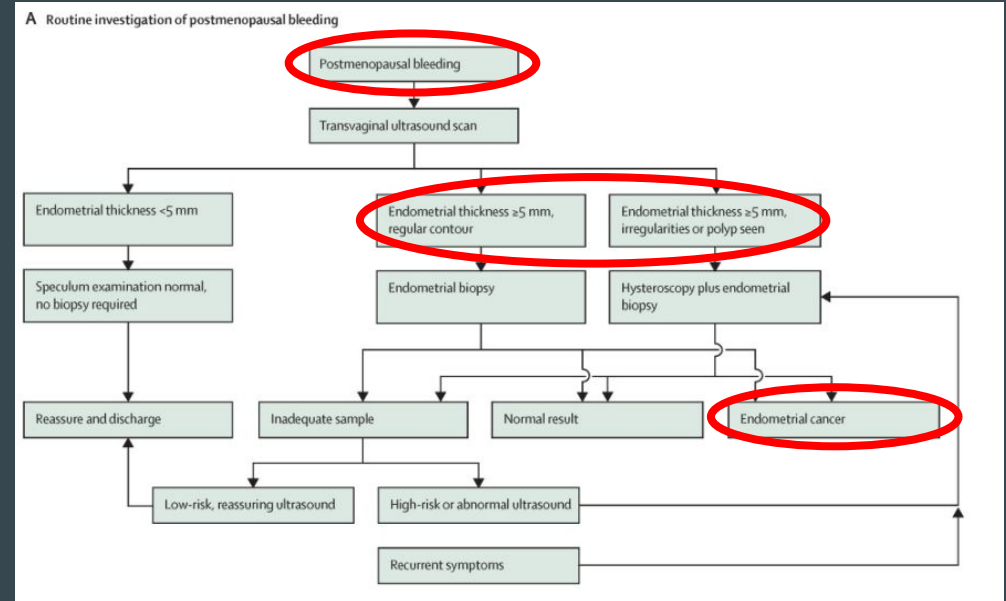 A Routine investigation of postmenopausal bleeding
Postmenopausal bleeding
Transvaginal ultrasound scan
Endometrial thickness <5 mm
Endometrial thickness ≥5 mm,
regular contour
Endometrial thickness ≥5 mm,
irregularities or polyp seen
Speculum examination normal,
no biopsy required
Endometrial biopsy
Hysteroscopy plus endometrial
biopsy
Reassure and discharge
Inadequate sample
Normal result
Endometrial cancer
Low-risk, reassuring ultrasound
High-risk or abnormal ultrasound
Recurrent symptoms